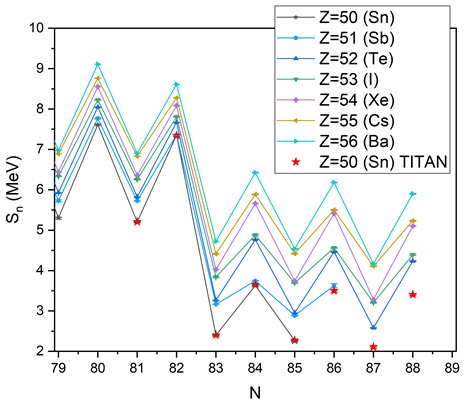 Z=50 (Sn)
Z=51 (Sb)
Z=52 (Te)
Z=53 (I)
Z=54 (Xe)
Z=55 (Cs)
Z=56 (Ba)
Z=50 (Sn) TITAN
10
9
8
7
6
5
4
3
2
Sn (MeV)
79 80 81 82 83 84 85 86 87 88 89
N